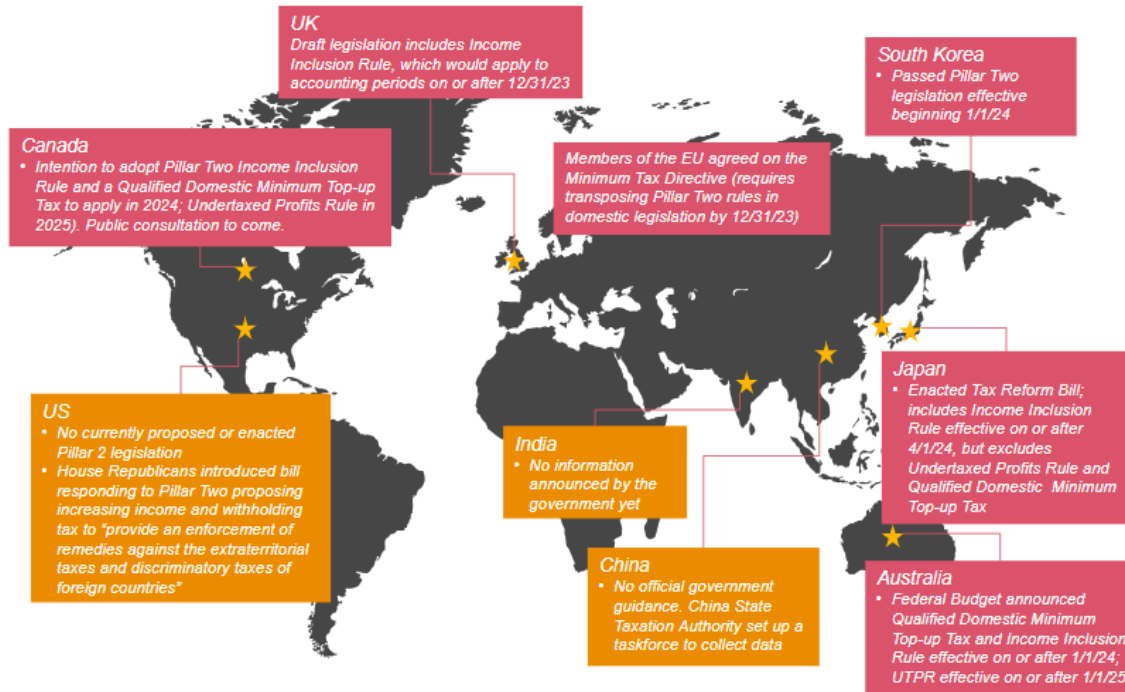 UK
Draft legislation includes Income
Inclusion Rule, which would apply to
accounting periods on or after 12/31/23
South Korea
• Passed Pillar Two
legislation effective
beginning 1/1/24
Canada
• Intention to adopt Pillar Two Income Inclusion
Rule and a Qualified Domestic Minimum Top-up
Tax to apply in 2024; Undertaxed Profits Rule in
2025). Public consultation to come.
Members of the EU agreed on the
Minimum Tax Directive (requires
transposing Pillar Two rules in
domestic legislation by 12/31/23)
Japan
• Enacted Tax Reform Bill;
includes Income Inclusion
Rule effective on or after
4/1/24, but excludes
Undertaxed Profits Rule and
Qualified Domestic Minimum
Top-up Tax
US
• No currently proposed or enacted
Pillar 2 legislation
• House Republicans introduced bill
responding to Pillar Two proposing
increasing income and withholding
tax to “provide an enforcement of
remedies against the extraterritorial
taxes and discriminatory taxes of
foreign countries”
India
• No information
announced by the
government yet
China
• No official government
guidance. China State
Taxation Authority set up a
taskforce to collect data
Australia
• Federal Budget announced
Qualified Domestic Minimum
Top-up Tax and Income Inclusion
Rule effective on or after 1/1/24;
UTPR effective on or after 1/1/25